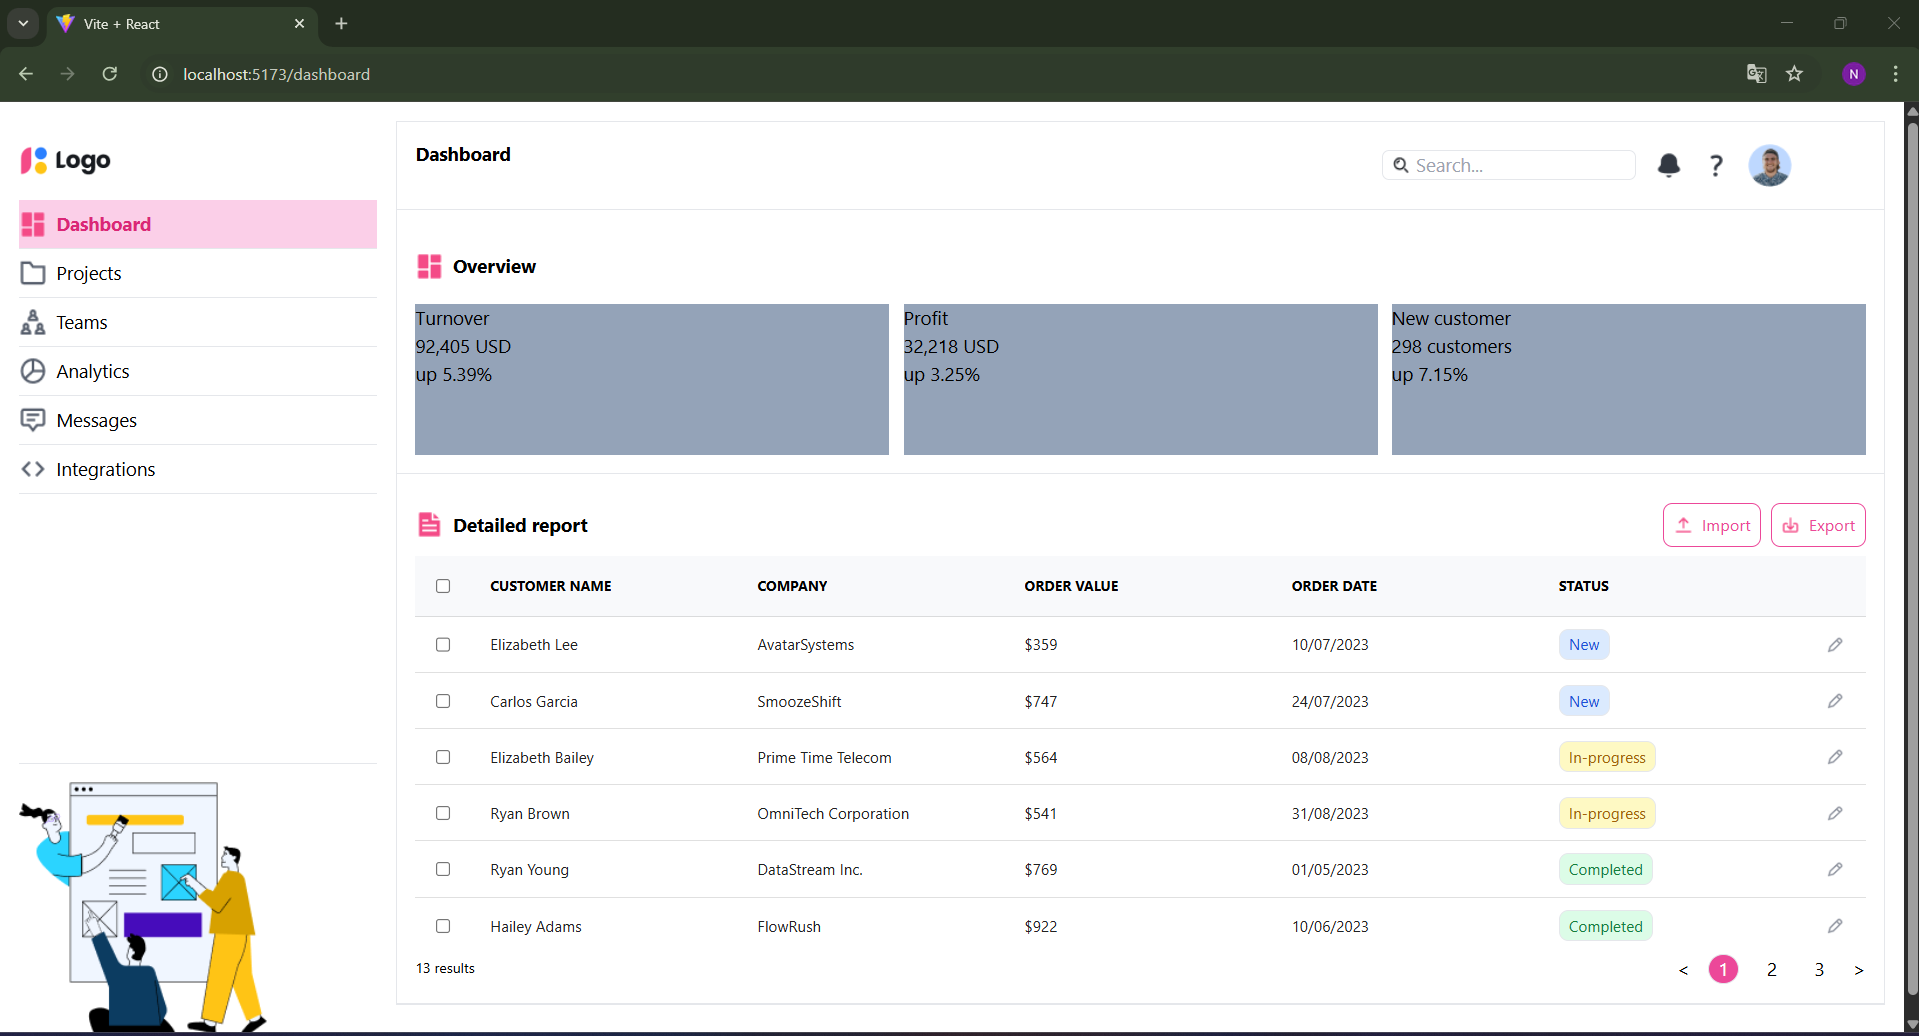 Vite + React
localhost:5173/dashboard
N
Logo
Dashboard
Projects
Teams
Analytics
Messages
Integrations
Dashboard
Search...
?
Overview
Turnover
92,405 USD
up 5.39%
Profit
32,218 USD
up 3.25%
New customer
298 customers
up 7.15%
Detailed report
Import
Export
CUSTOMER NAME COMPANY ORDER VALUE ORDER DATE STATUS
Elizabeth Lee AvatarSystems $359 10/07/2023 New
Carlos Garcia SmoozeShift $747 24/07/2023 New
Elizabeth Bailey Prime Time Telecom $564 08/08/2023 In-progress
Ryan Brown OmniTech Corporation $541 31/08/2023 In-progress
Ryan Young DataStream Inc. $769 01/05/2023 Completed
Hailey Adams FlowRush $922 10/06/2023 Completed
13 results
< 1 2 3 >